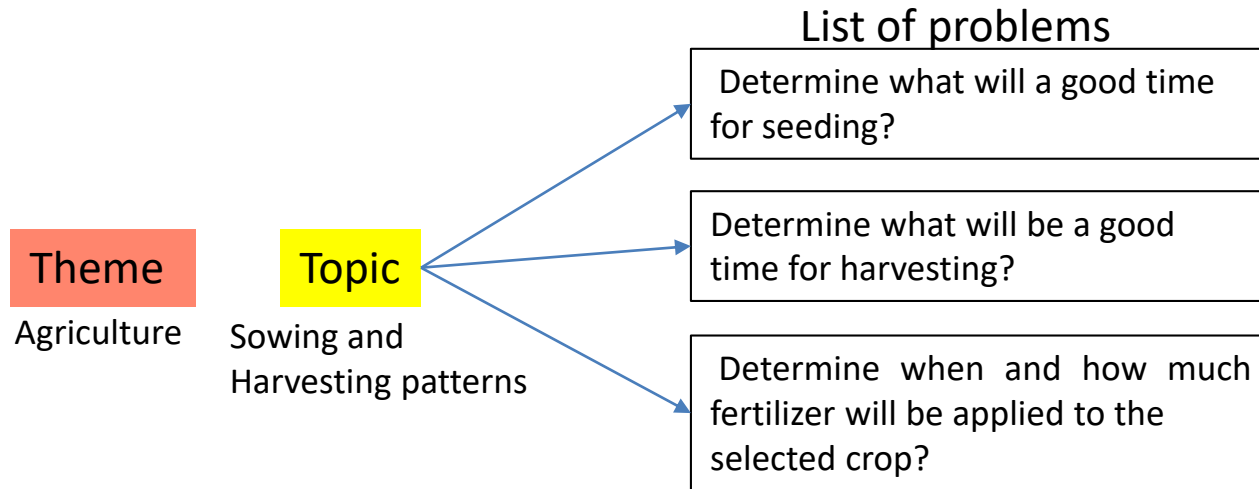 List of problems
Determine what will a good time
for seeding?
Theme
Agriculture
Topic
Sowing and
Harvesting patterns
Determine what will be a good
time for harvesting?
Determine when and how much
fertilizer will be applied to the
selected crop?